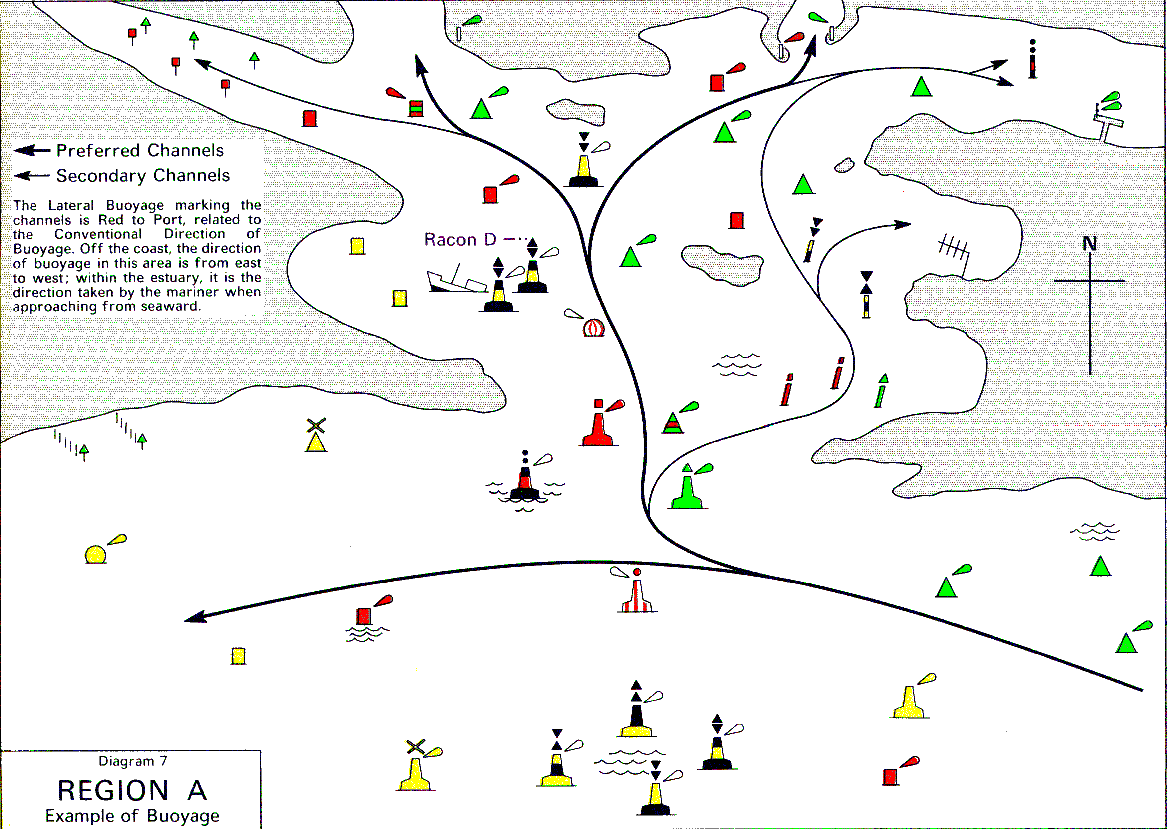 Preferred Channels
Secondary Channels
The Lateral Buoyage marking the
channels is Red to Port, related to
the Conventional Direction of
Buoyage. Off the coast, the direction
of buoyage in this area is from east
to west; within the estuary, it is the
direction taken by the mariner when
approaching from seaward.
Racon D
N
Diagram 7
REGION A
Example of Buoyage